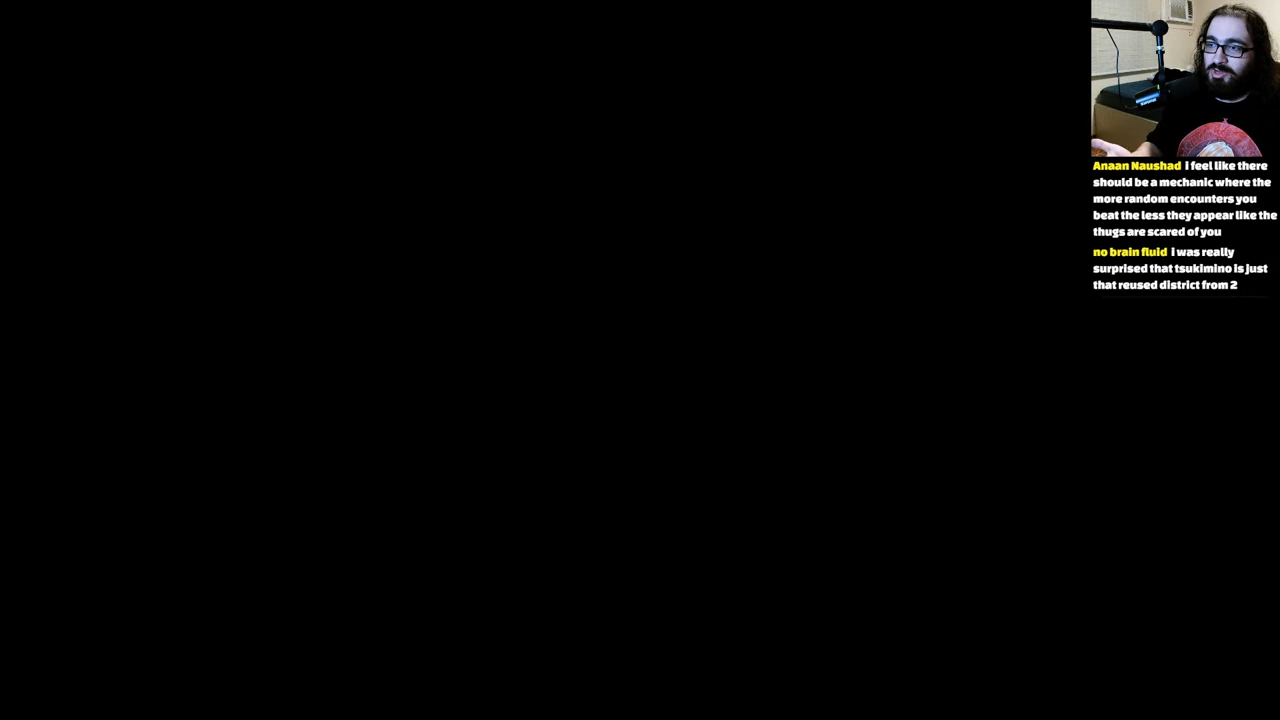 Anaan Naushad i feel like there
should be a mechanic where the
more random encounters you
beat the less they appear like the
thugs are scared of you
no brain fluid i was really
surprised that tsukimino is just
that reused district from 2